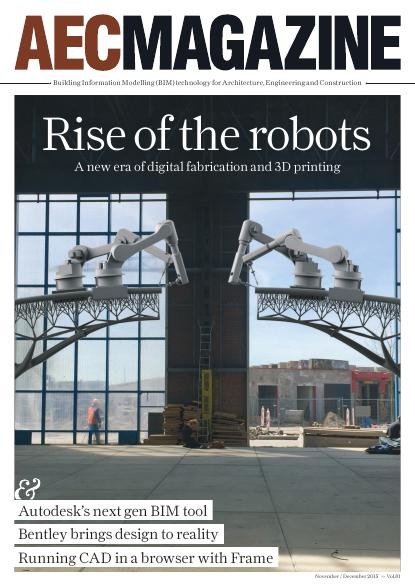 AECMAGAZINE
Building Information Modelling (BIM) technology for Architecture, Engineering and Construction
Rise of the robots
A new era of digital fabrication and 3D printing
&
Autodesk's next gen BIM tool
Bentley brings design to reality
Running CAD in a browser with Frame
November / December 2015 — Vol.81